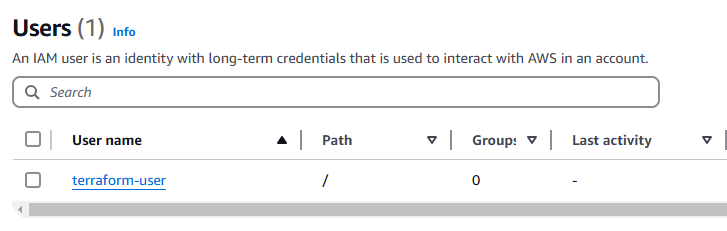 Users (1) Info
An IAM user is an identity with long-term credentials that is used to interact with AWS in an account.
Search
User name Path Groups Last activity
terraform-user / 0 -